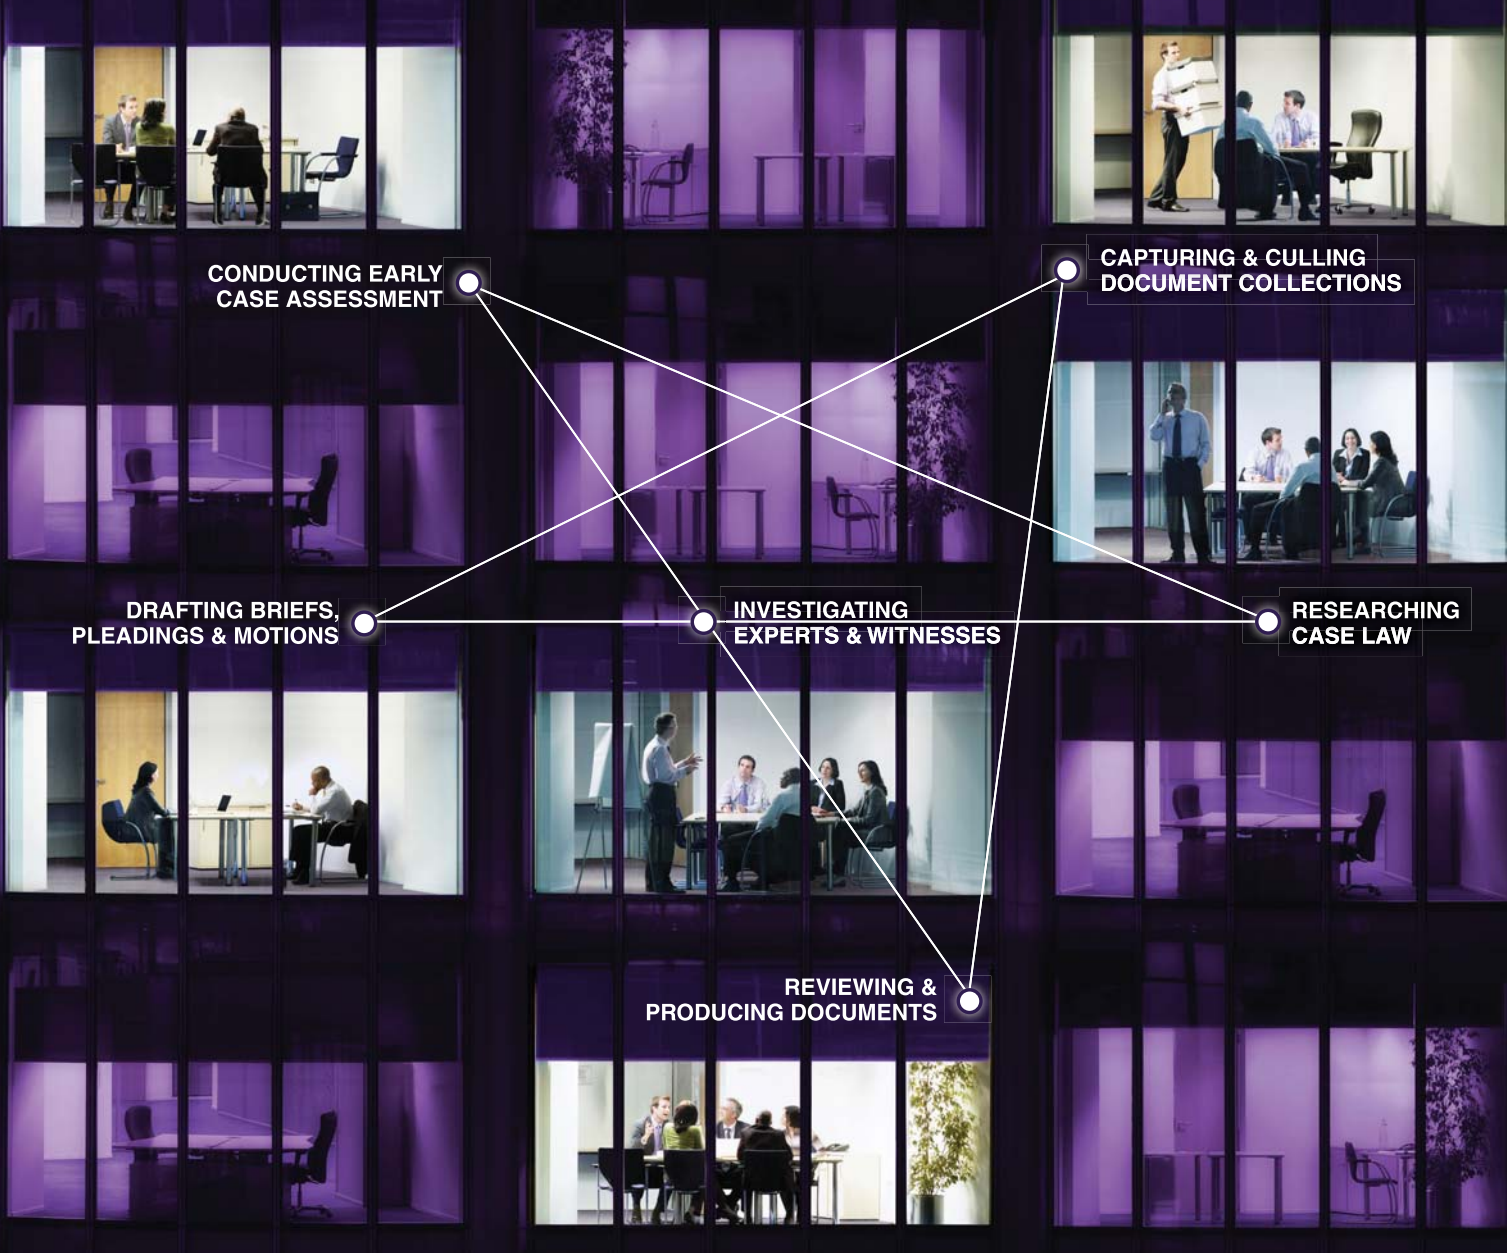 CONDUCTING EARLY
CASE ASSESSMENT
CAPTURING & CULLING
DOCUMENT COLLECTIONS
DRAFTING BRIEFS,
PLEADINGS & MOTIONS
INVESTIGATING
EXPERTS & WITNESSES
RESEARCHING
CASE LAW
REVIEWING &
PRODUCING DOCUMENTS